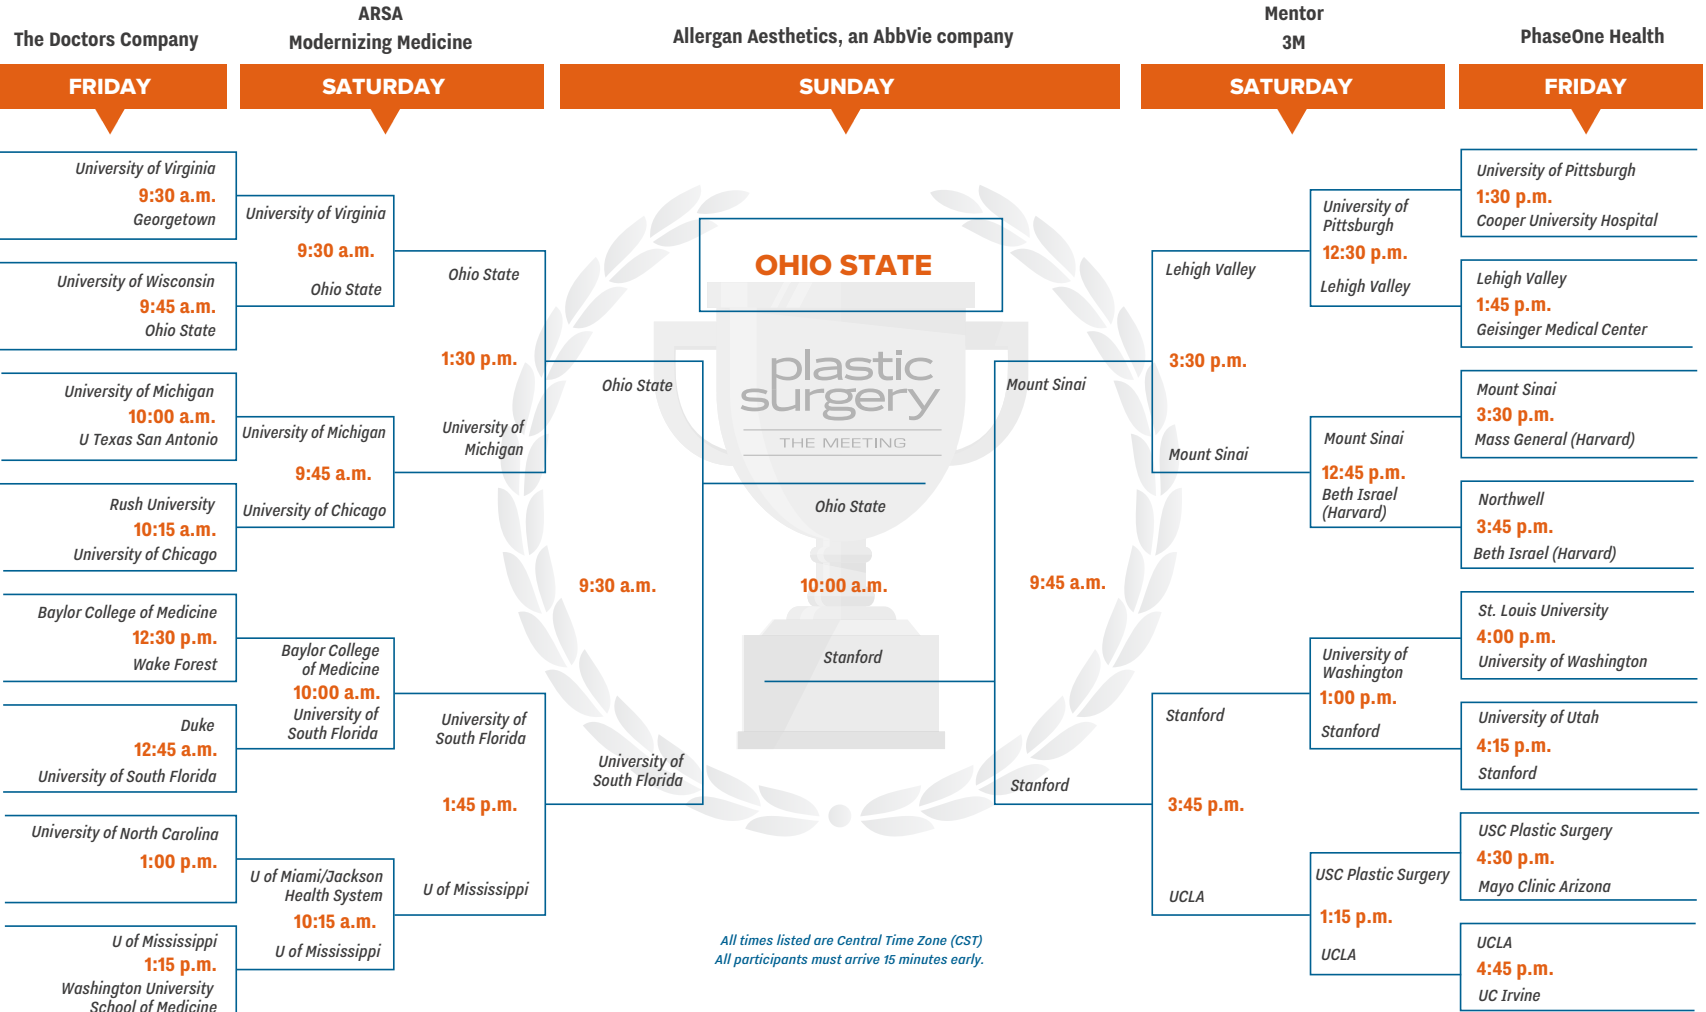 The Doctors Company
ARSA
Modernizing Medicine
Allergan Aesthetics, an AbbVie company
Mentor
3M
PhaseOne Health
FRIDAY
SATURDAY
SUNDAY
SATURDAY
FRIDAY
University of Virginia
9:30 a.m.
Georgetown
University of Wisconsin
9:45 a.m.
Ohio State
University of Michigan
10:00 a.m.
U Texas San Antonio
Rush University
10:15 a.m.
University of Chicago
Baylor College of Medicine
12:30 p.m.
Wake Forest
Duke
12:45 a.m.
University of South Florida
University of North Carolina
1:00 p.m.
U of Mississippi
1:15 p.m.
Washington University
School of Medicine
University of Virginia
9:30 a.m.
Ohio State
University of Michigan
9:45 a.m.
University of Chicago
Baylor College
of Medicine
10:00 a.m.
University of
South Florida
U of Miami/Jackson
Health System
10:15 a.m.
U of Mississippi
Ohio State
1:30 p.m.
University of
Michigan
University of
South Florida
1:45 p.m.
U of Mississippi
Ohio State
9:30 a.m.
University of
South Florida
OHIO STATE
plastic
surgery
THE MEETING
Ohio State
10:00 a.m.
Stanford
All times listed are Central Time Zone (CST)
All participants must arrive 15 minutes early.
Mount Sinai
9:45 a.m.
Stanford
Lehigh Valley
3:30 p.m.
Mount Sinai
Stanford
3:45 p.m.
UCLA
University of
Pittsburgh
12:30 p.m.
Lehigh Valley
Mount Sinai
12:45 p.m.
Beth Israel
(Harvard)
University of
Washington
1:00 p.m.
Stanford
USC Plastic Surgery
1:15 p.m.
UCLA
University of Pittsburgh
1:30 p.m.
Cooper University Hospital
Lehigh Valley
1:45 p.m.
Geisinger Medical Center
Mount Sinai
3:30 p.m.
Mass General (Harvard)
Northwell
3:45 p.m.
Beth Israel (Harvard)
St. Louis University
4:00 p.m.
University of Washington
University of Utah
4:15 p.m.
Stanford
USC Plastic Surgery
4:30 p.m.
Mayo Clinic Arizona
UCLA
4:45 p.m.
UC Irvine